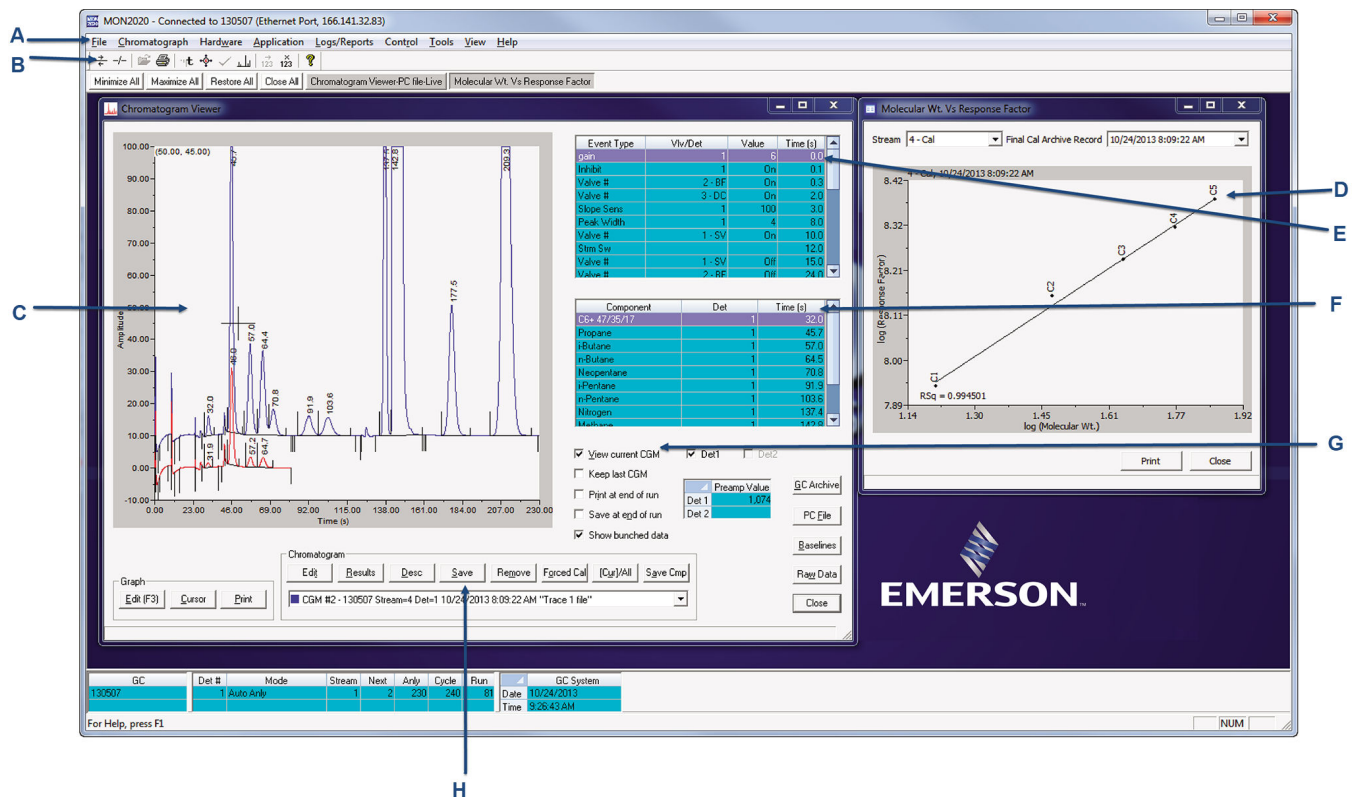 MON2020 - Connected to 130507 (Ethernet Port, 166.141.32.83)
A
File Chromatograph Hardware Application Logs/Reports Control Tools View Help
B
Minimize All Maximize All Restore All Close All Chromatogram Viewer-PC file-Live Molecular Wt. Vs Response Factor
Chromatogram Viewer
100.00
(50.00, 45.00)
90.00
80.00
70.00
60.00
50.00
40.00
30.00
20.00
10.00
0.00
-10.00
Amplitude
142.8
209.3
177.5
57.0
64.4
46.0
32.0
70.8
91.9
103.6
31.9
57.2
64.7
0.00 23.00 46.00 69.00 92.00 115.00 138.00 161.00 184.00 207.00 230.00
Time (s)
C
Event Type Vlv/Det Value Time (s)
gain 1 6 0.0
Inhibit 1 On 0.1
Valve # 2 - BF On 0.3
Valve # 3 - DC On 2.0
Slope Sens 1 100 3.0
Peak Width 1 4 8.0
Valve # 1 - SV On 10.0
Strm Sw 12.0
Valve # 1 - SV Off 15.0
Valve # 2 - BF Off 24.0
Component Det Time (s)
C6+ 47/35/17 1 32.0
Propane 1 45.7
i-Butane 1 57.0
n-Butane 1 64.5
Neopentane 1 70.8
i-Pentane 1 91.9
n-Pentane 1 103.6
Nitrogen 1 137.4
Methane 1 142.8
View current CGM Det1 Det2
Keep last CGM
Print at end of run
Save at end of run
Show bunched data
Preamp Value
Det 1 1,074
Det 2
GC Archive
PC File
Baselines
Raw Data
Close
Graph
Edit (F3) Cursor Print
Chromatogram
Edit Results Desc Save Remove Forced Cal [Cur]/All Save Cmp
CGM #2 - 130507 Stream=4 Det=1 10/24/2013 8:09:22 AM "Trace 1 file"
Molecular Wt. Vs Response Factor
Stream 4 - Cal Final Cal Archive Record 10/24/2013 8:09:22 AM
4 - Cal, 10/24/2013 8:09:22 AM
8.42
8.32
8.21
8.11
8.00
7.89
log (Response Factor)
C1
C2
C3
C4
C5
RSq = 0.994501
1.14 1.30 1.45 1.61 1.77 1.92
log (Molecular Wt.)
Print Close
D
E
F
G
EMERSON
GC
130507
Det # Mode Stream Next Anly Cycle Run
1 Auto Anly 1 2 230 240 81
GC System
Date 10/24/2013
Time 9:26:43 AM
For Help, press F1
NUM
H